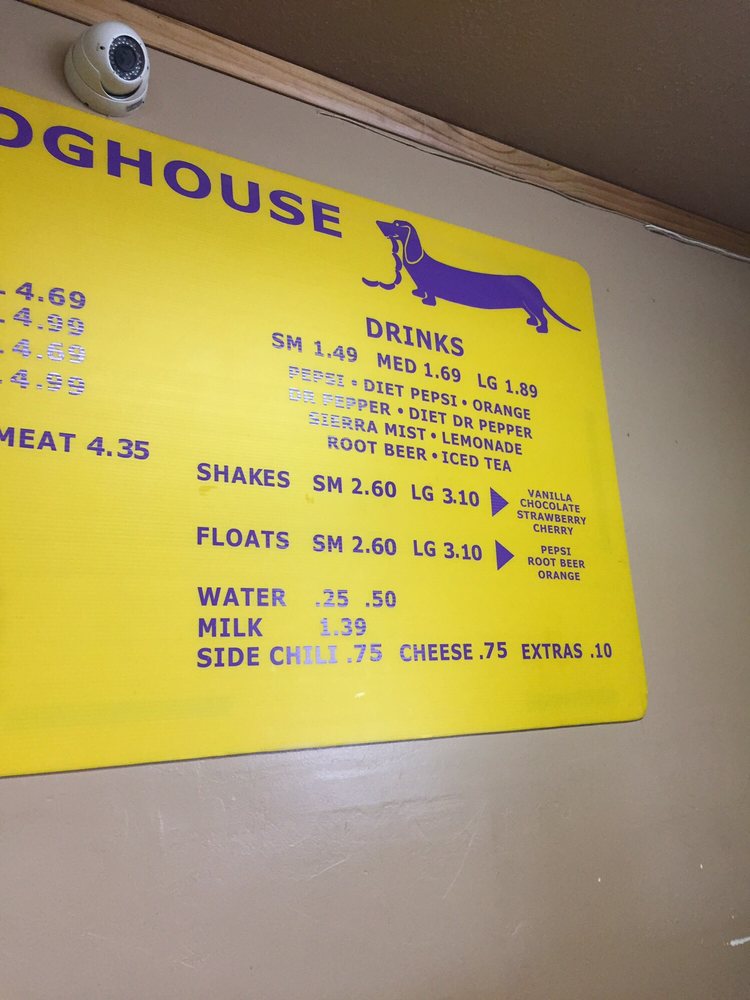 OGHOUSE
4.69
4.99
4.69
4.99
MEAT 4.35
DRINKS
SM 1.49 MED 1.69 LG 1.89
PEPSI • DIET PEPSI • ORANGE
DR PEPPER • DIET DR PEPPER
SIERRA MIST • LEMONADE
ROOT BEER • ICED TEA
SHAKES SM 2.60 LG 3.10
VANILLA
CHOCOLATE
STRAWBERRY
CHERRY
FLOATS SM 2.60 LG 3.10
PEPSI
ROOT BEER
ORANGE
WATER .25 .50
MILK 1.39
SIDE CHILI .75 CHEESE .75 EXTRAS .10